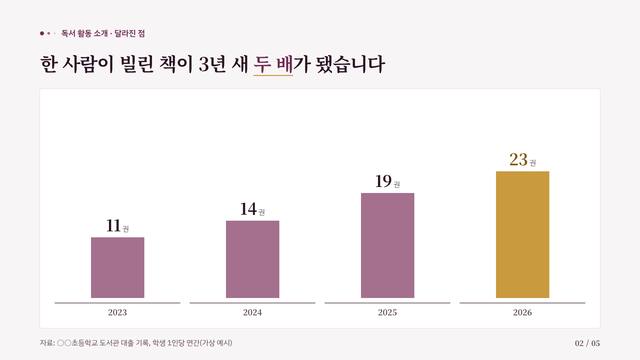 독서 활동 소개 · 달라진 점
한 사람이 빌린 책이 3년 새 두 배가 됐습니다
11권
14권
19권
23권
2023
2024
2025
2026
자료: ○○초등학교 도서관 대출 기록, 학생 1인당 연간(가상 예시)
02 / 05